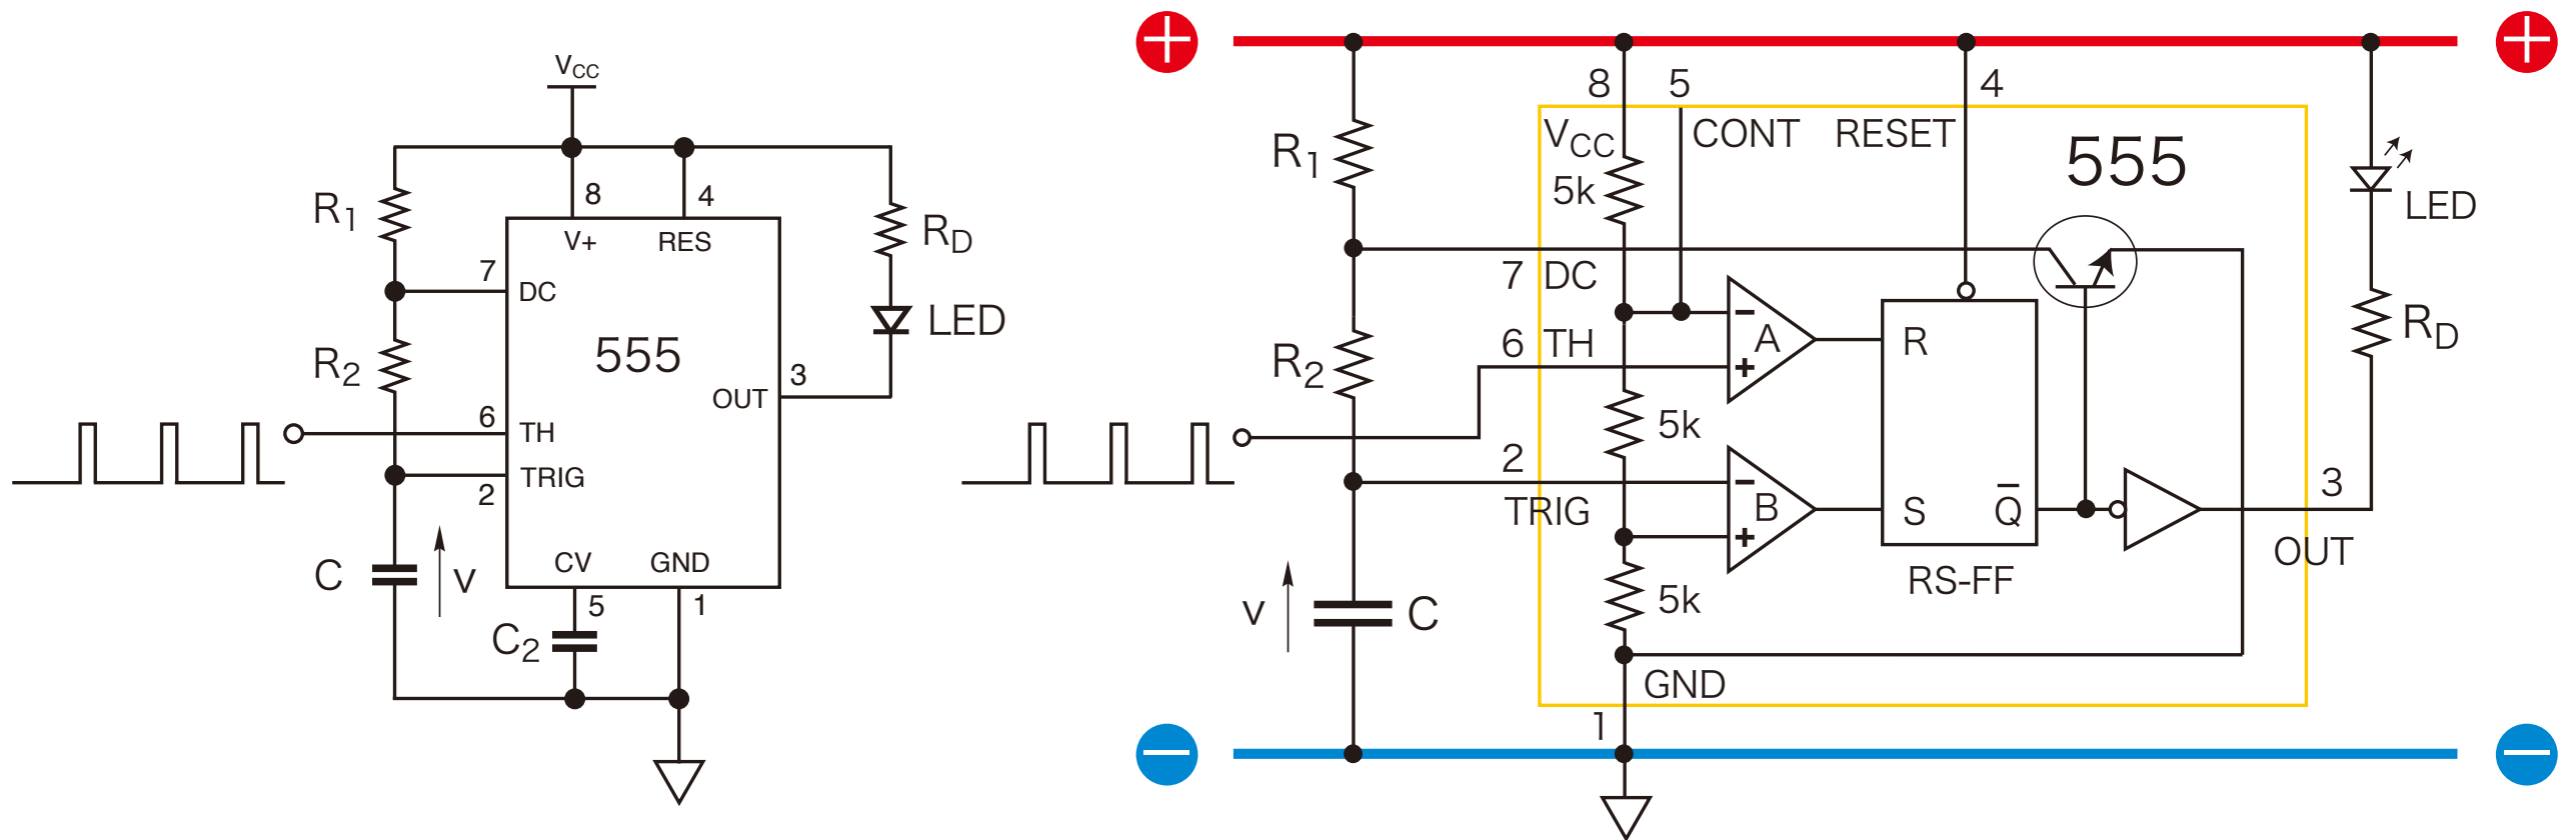 VCC
R1
8
4
V+
RES
RD
7
DC
555
LED
R2
3
OUT
6
TH
TRIG
2
CV
GND
C
v
5
1
C2
+
+
8
5
4
VCC
CONT
RESET
R1
5k
555
LED
7
DC
6
TH
−
A
+
R
RD
R2
5k
2
TRIG
−
B
+
S
Q̅
3
OUT
RS-FF
v
C
5k
GND
1
−
−